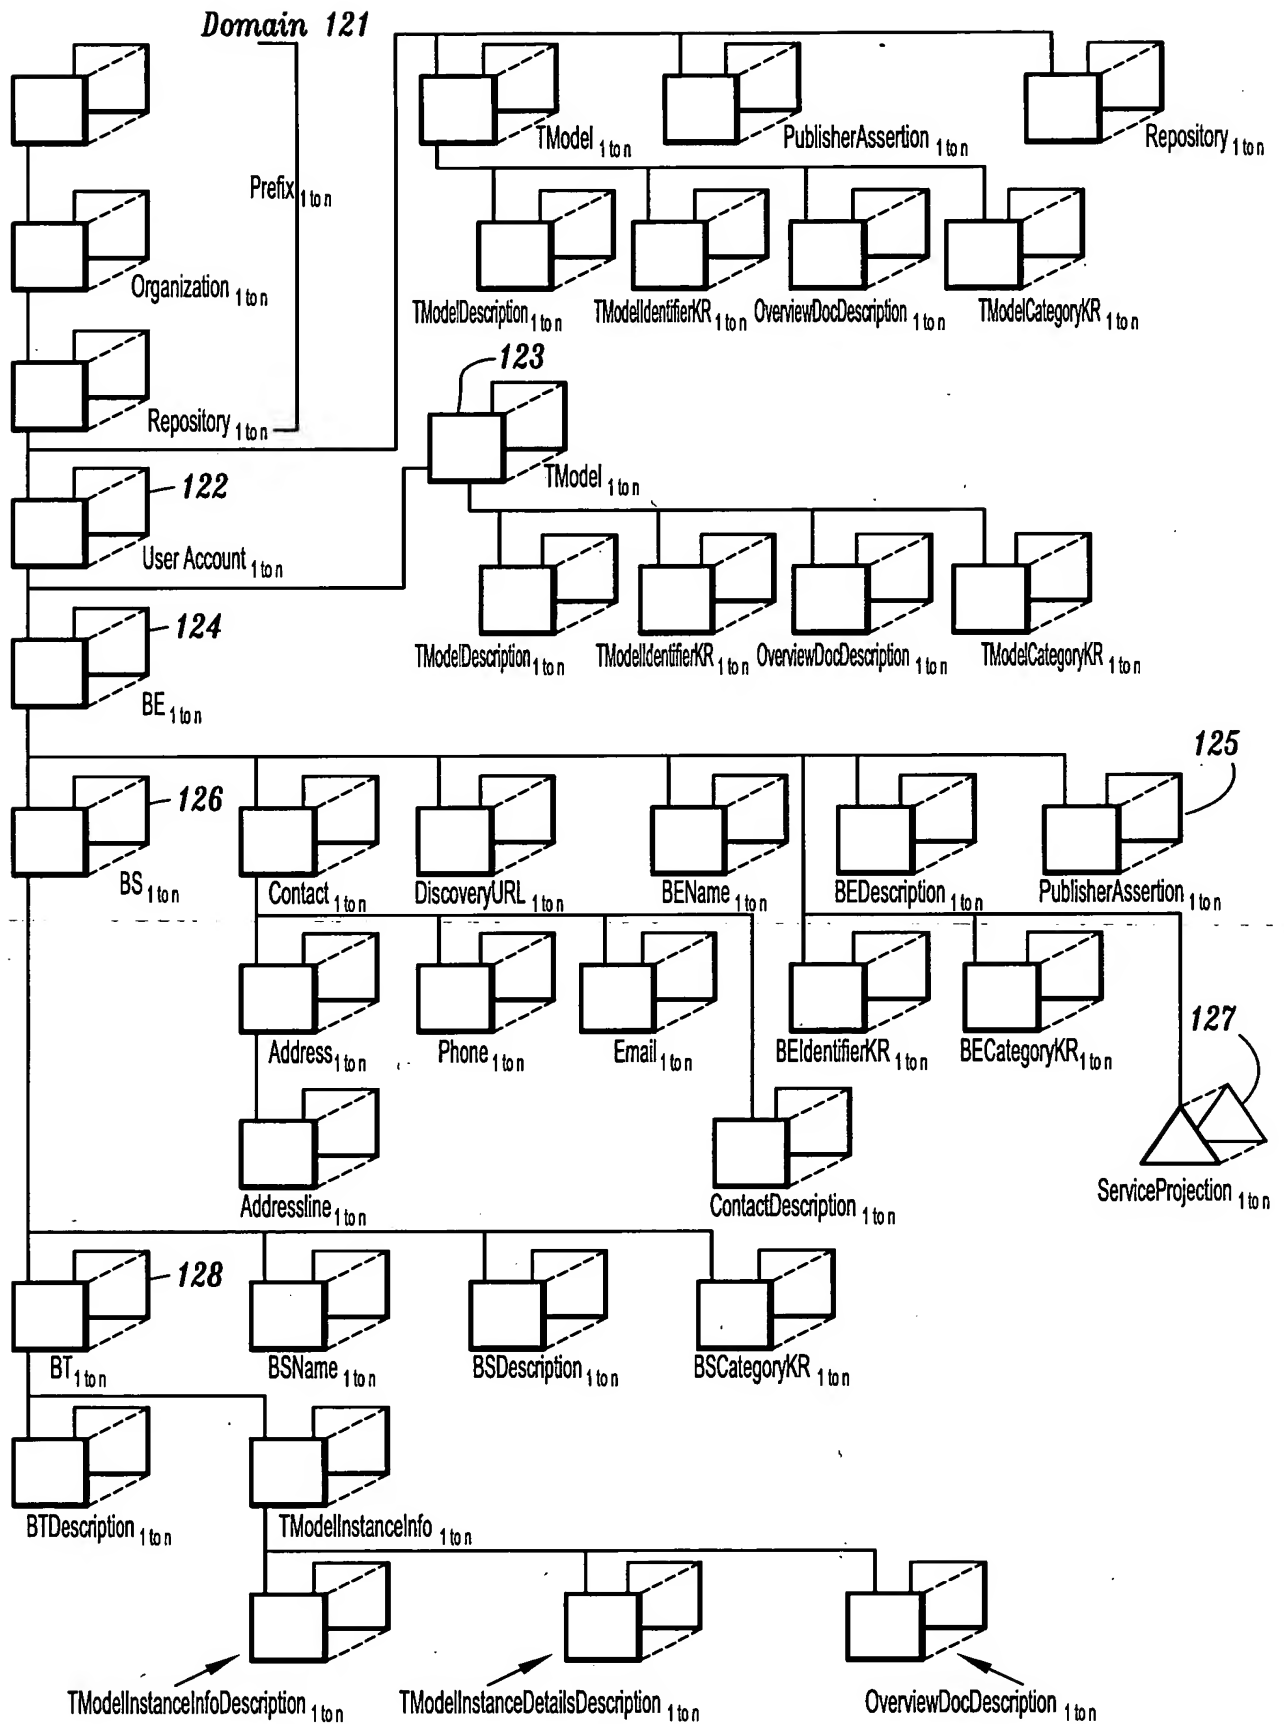 Domain 121
Prefix 1 to n
TModel 1 to n
PublisherAssertion 1 to n
Repository 1 to n
Organization 1 to n
TModelDescription 1 to n
TModelIdentifierKR 1 to n
OverviewDocDescription 1 to n
TModelCategoryKR 1 to n
123
Repository 1 to n
TModel 1 to n
122
User Account 1 to n
124
TModelDescription 1 to n
TModelIdentifierKR 1 to n
OverviewDocDescription 1 to n
TModelCategoryKR 1 to n
BE 1 to n
125
126
BS 1 to n
Contact 1 to n
DiscoveryURL 1 to n
BEName 1 to n
BEDescription 1 to n
PublisherAssertion 1 to n
127
Address 1 to n
Phone 1 to n
Email 1 to n
BEIdentifierKR 1 to n
BECategoryKR 1 to n
Addressline 1 to n
ContactDescription 1 to n
ServiceProjection 1 to n
128
BT 1 to n
BSName 1 to n
BSDescription 1 to n
BSCategoryKR 1 to n
BTDescription 1 to n
TModelInstanceInfo 1 to n
TModelInstanceInfoDescription 1 to n
TModelInstanceDetailsDescription 1 to n
OverviewDocDescription 1 to n